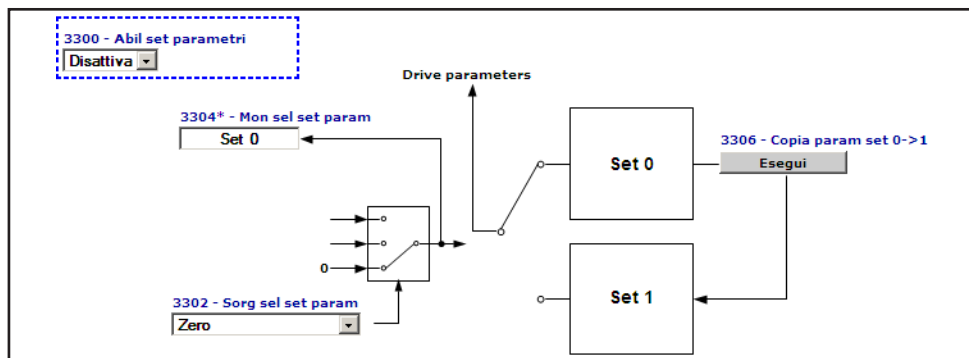 3300 - Abil set parametri
Disattiva
Drive parameters
3304* - Mon sel set param
Set 0
Set 0
3306 - Copia param set 0->1
Esegui
0
3302 - Sorg sel set param
Zero
Set 1